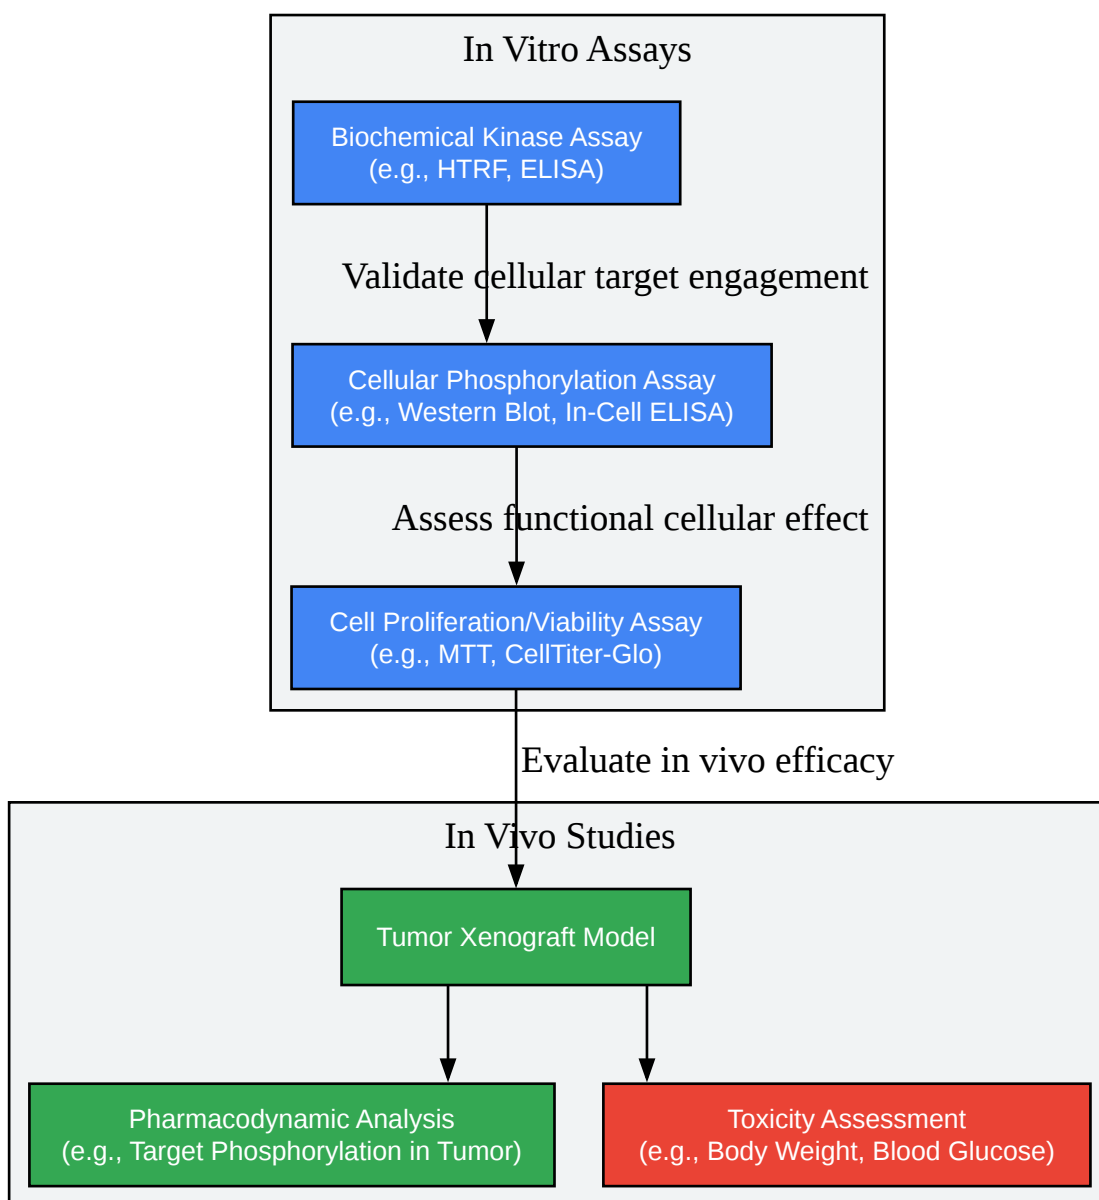 In Vitro Assays
Biochemical Kinase Assay
(e.g., HTRF, ELISA)
Validate cellular target engagement
Cellular Phosphorylation Assay
(e.g., Western Blot, In-Cell ELISA)
Assess functional cellular effect
Cell Proliferation/Viability Assay
(e.g., MTT, CellTiter-Glo)
Evaluate in vivo efficacy
In Vivo Studies
Tumor Xenograft Model
Pharmacodynamic Analysis
(e.g., Target Phosphorylation in Tumor)
Toxicity Assessment
(e.g., Body Weight, Blood Glucose)